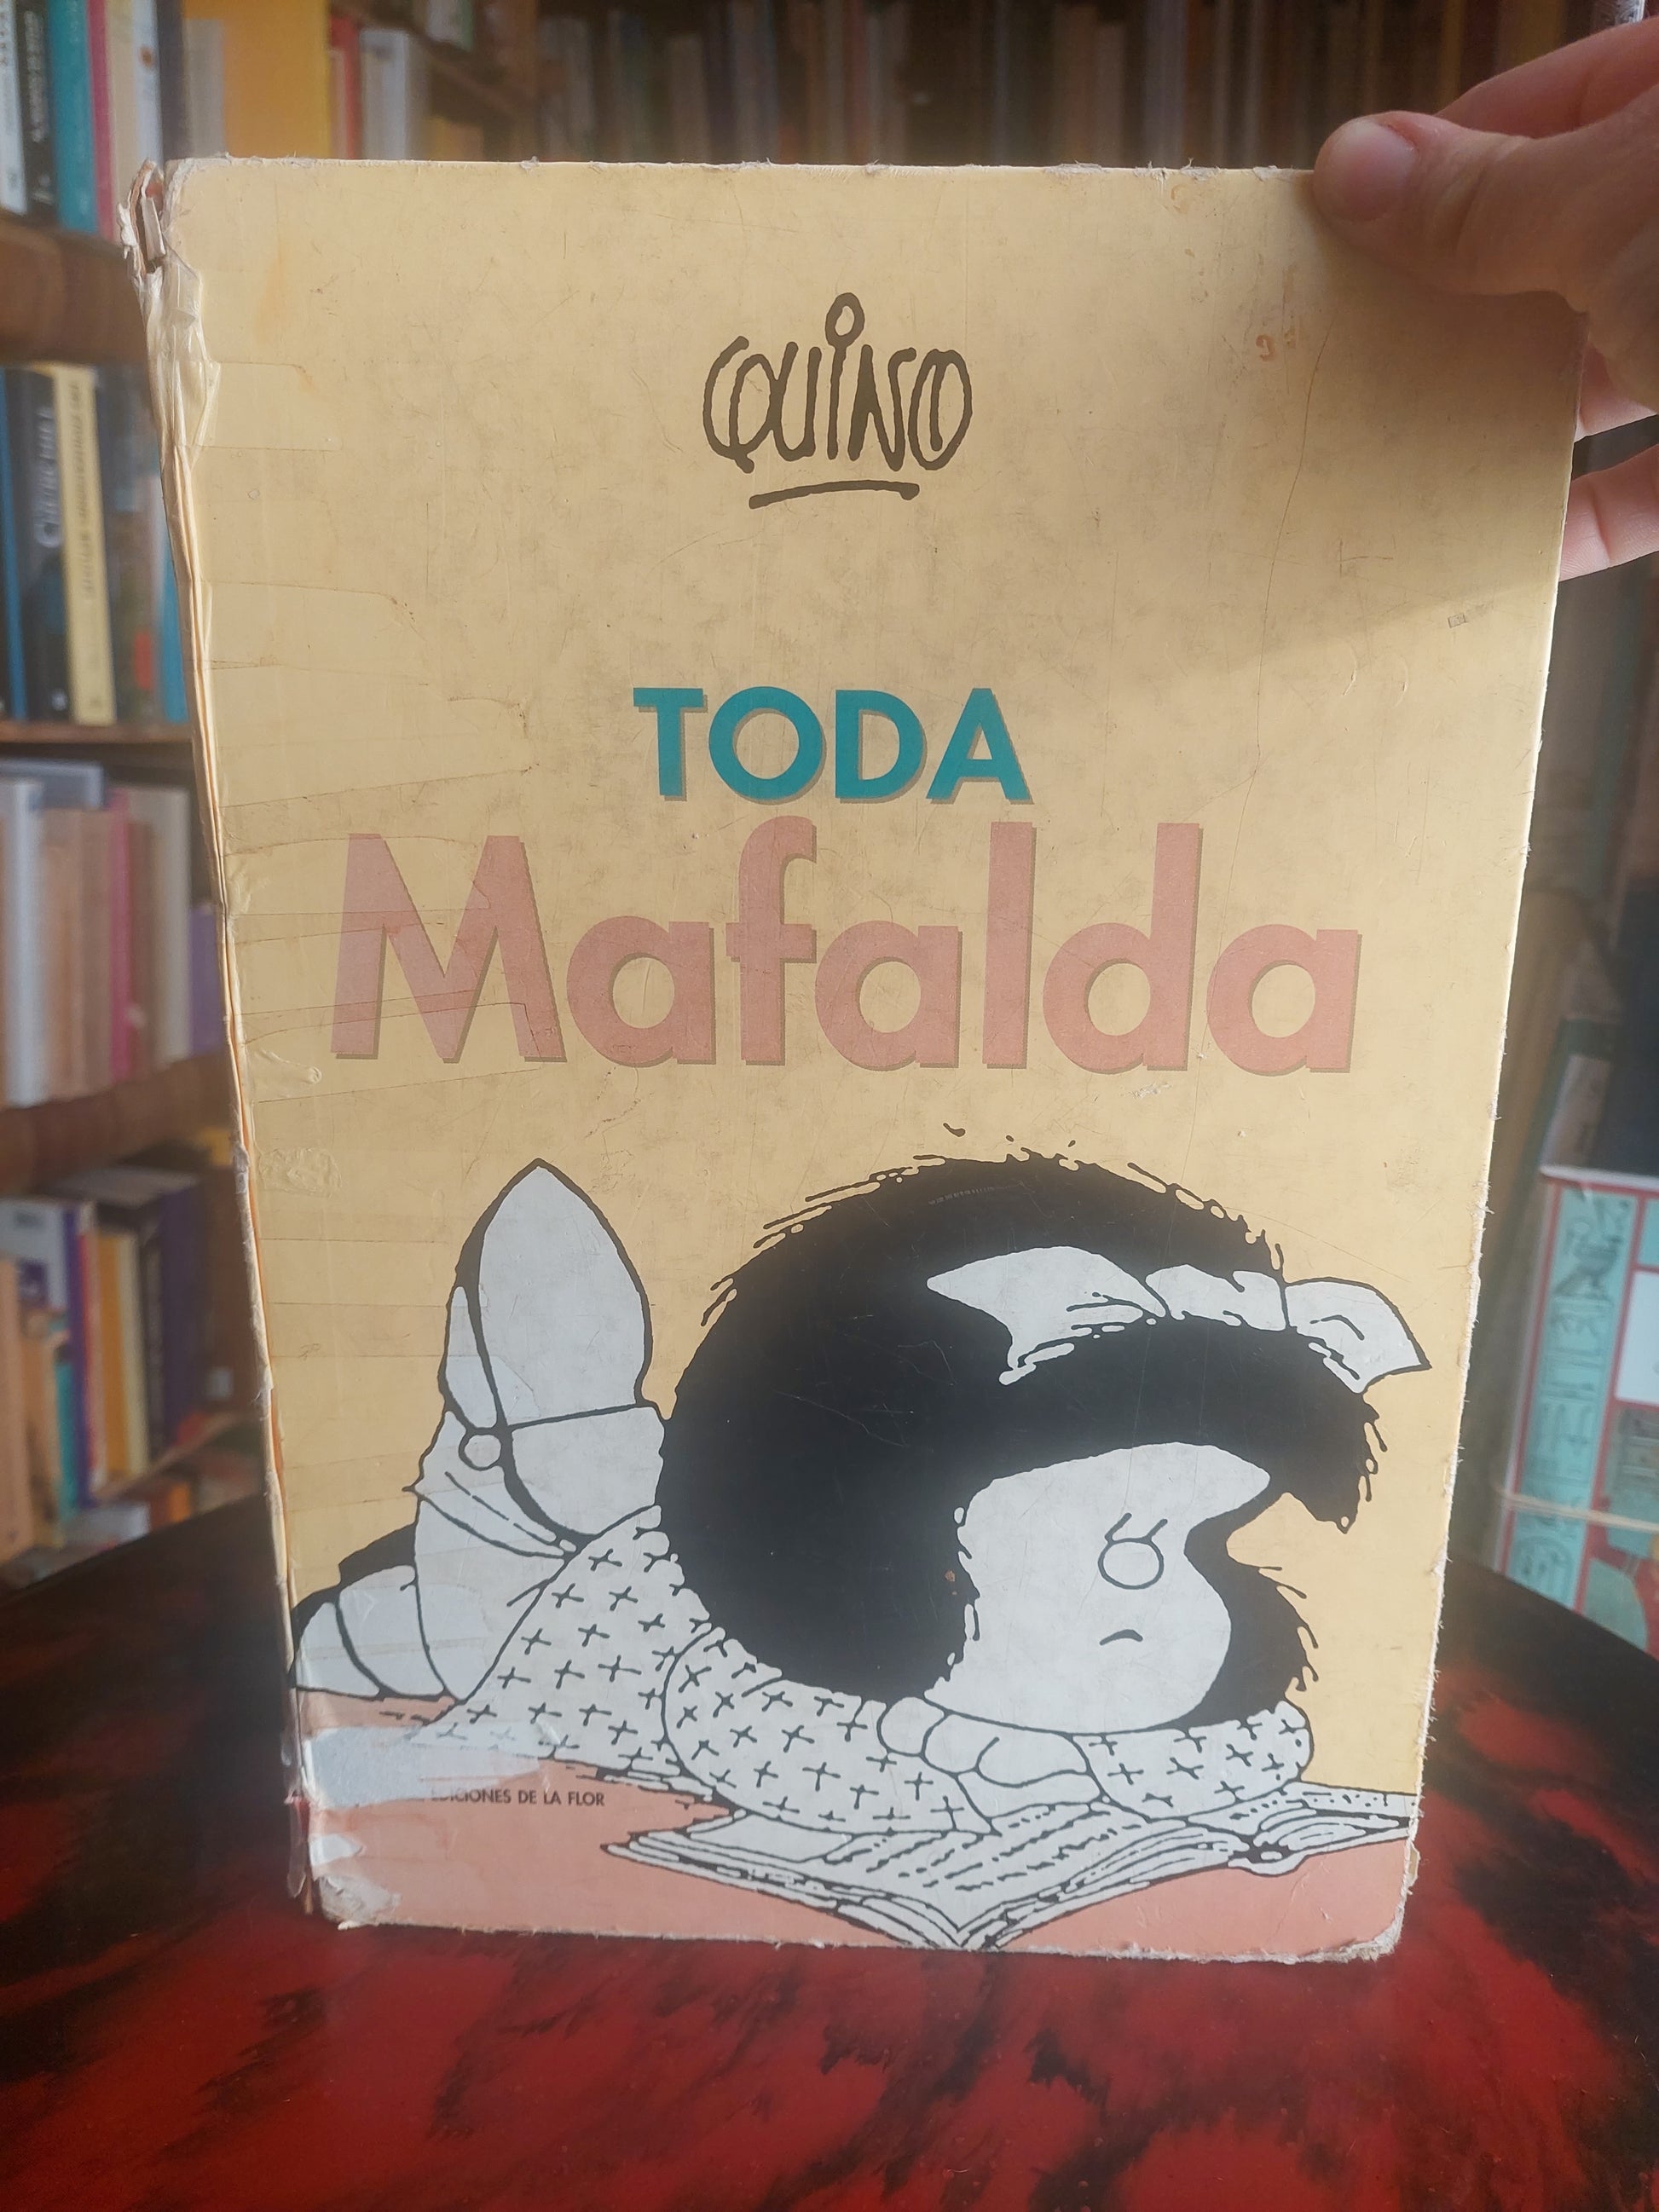 QUINO
TODA
Mafalda
EDICIONES DE LA FLOR